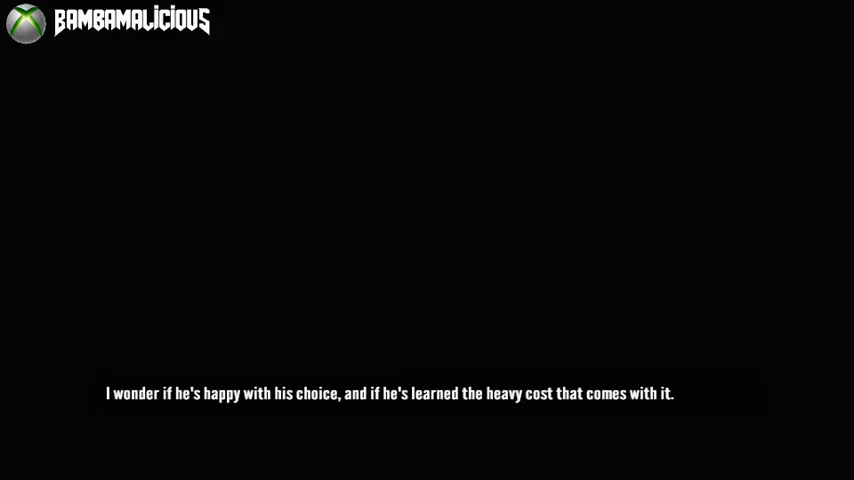 BAMBAMALICIOUS
I wonder if he's happy with his choice, and if he's learned the heavy cost that comes with it.